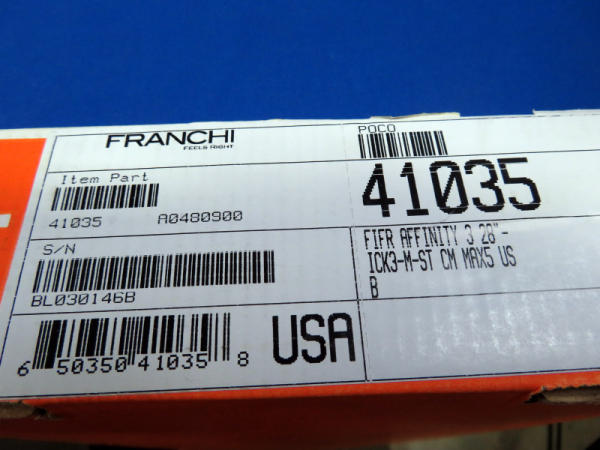 FRANCHI
FEELS RIGHT
POCO
Item Part
41035
41035 A0480900
S/N
FIFR AFFINITY 3 28"-
ICK3-M-ST CM MAX5 US
B
BL030146B
6 50350 41035 8
USA